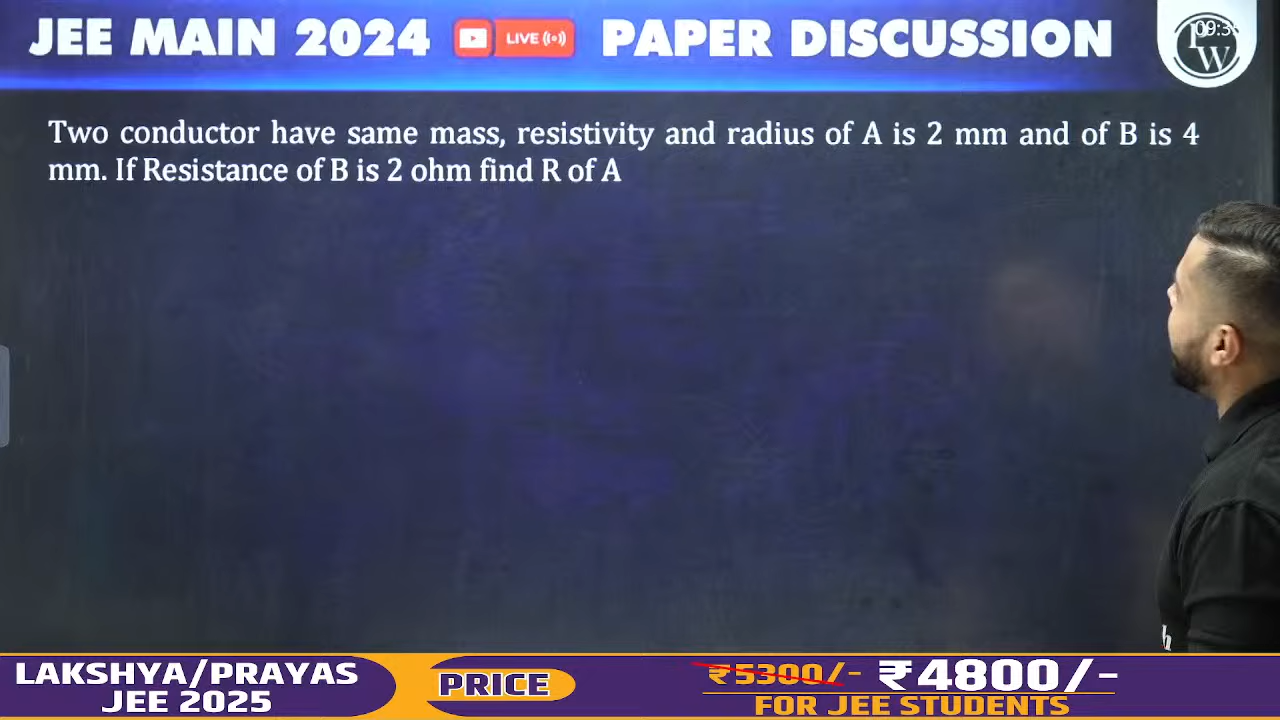 JEE MAIN 2024 LIVE PAPER DISCUSSION
Two conductor have same mass, resistivity and radius of A is 2 mm and of B is 4
mm. If Resistance of B is 2 ohm find R of A
LAKSHYA/PRAYAS
JEE 2025
PRICE
₹5300/- ₹4800/-
FOR JEE STUDENTS